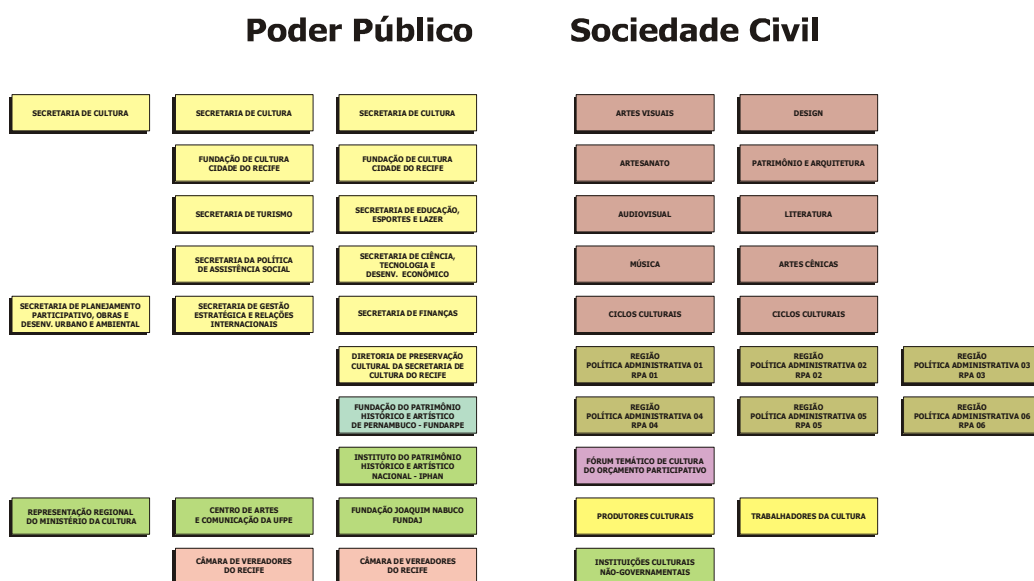 Poder Público
Sociedade Civil
SECRETARIA DE CULTURA
SECRETARIA DE CULTURA
SECRETARIA DE CULTURA
ARTES VISUAIS
DESIGN
FUNDAÇÃO DE CULTURA
CIDADE DO RECIFE
FUNDAÇÃO DE CULTURA
CIDADE DO RECIFE
ARTESANATO
PATRIMÔNIO E ARQUITETURA
SECRETARIA DE TURISMO
SECRETARIA DE EDUCAÇÃO,
ESPORTES E LAZER
AUDIOVISUAL
LITERATURA
SECRETARIA DA POLÍTICA
DE ASSISTÊNCIA SOCIAL
SECRETARIA DE CIÊNCIA,
TECNOLOGIA E
DESENV. ECONÔMICO
MÚSICA
ARTES CÊNICAS
SECRETARIA DE PLANEJAMENTO
PARTICIPATIVO, OBRAS E
DESENV. URBANO E AMBIENTAL
SECRETARIA DE GESTÃO
ESTRATÉGICA E RELAÇÕES
INTERNACIONAIS
SECRETARIA DE FINANÇAS
CICLOS CULTURAIS
CICLOS CULTURAIS
DIRETORIA DE PRESERVAÇÃO
CULTURAL DA SECRETARIA DE
CULTURA DO RECIFE
REGIÃO
POLÍTICA ADMINISTRATIVA 01
RPA 01
REGIÃO
POLÍTICA ADMINISTRATIVA 02
RPA 02
REGIÃO
POLÍTICA ADMINISTRATIVA 03
RPA 03
FUNDAÇÃO DO PATRIMÔNIO
HISTÓRICO E ARTÍSTICO
DE PERNAMBUCO - FUNDARPE
REGIÃO
POLÍTICA ADMINISTRATIVA 04
RPA 04
REGIÃO
POLÍTICA ADMINISTRATIVA 05
RPA 05
REGIÃO
POLÍTICA ADMINISTRATIVA 06
RPA 06
INSTITUTO DO PATRIMÔNIO
HISTÓRICO E ARTÍSTICO
NACIONAL - IPHAN
FÓRUM TEMÁTICO DE CULTURA
DO ORÇAMENTO PARTICIPATIVO
REPRESENTAÇÃO REGIONAL
DO MINISTÉRIO DA CULTURA
CENTRO DE ARTES
E COMUNICAÇÃO DA UFPE
FUNDAÇÃO JOAQUIM NABUCO
FUNDAJ
PRODUTORES CULTURAIS
TRABALHADORES DA CULTURA
CÂMARA DE VEREADORES
DO RECIFE
CÂMARA DE VEREADORES
DO RECIFE
INSTITUIÇÕES CULTURAIS
NÃO-GOVERNAMENTAIS